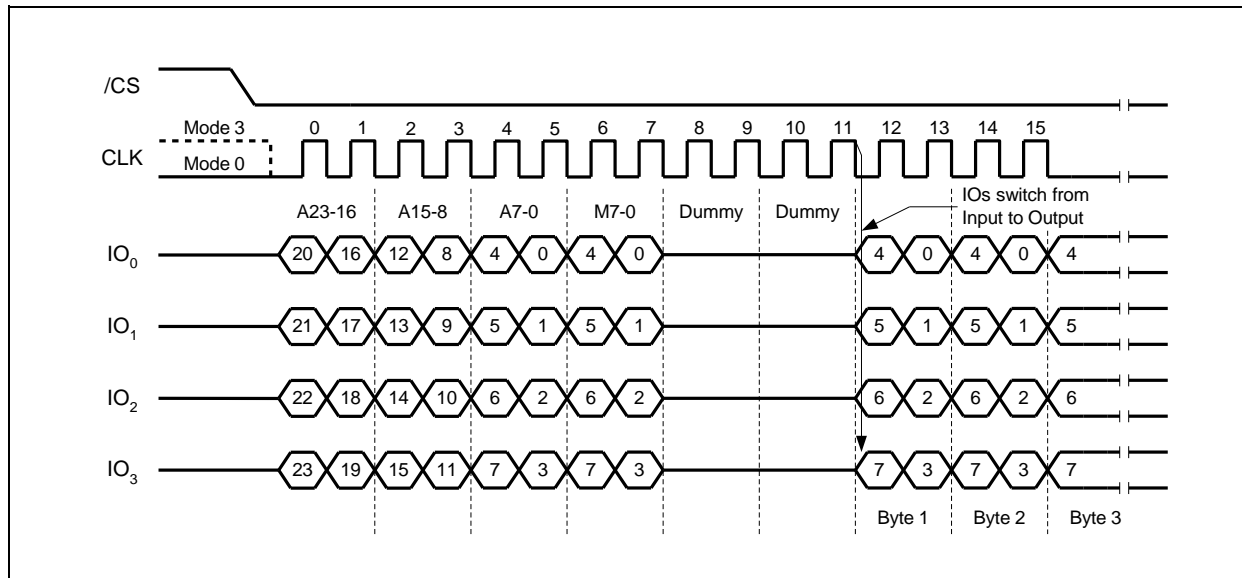 /CS
Mode 3 0 1 2 3 4 5 6 7 8 9 10 11 12 13 14 15
CLK
Mode 0
IOs switch from
A23-16 A15-8 A7-0 M7-0 Dummy Dummy
Input to Output
IO0 20 16 12 8 4 0 4 0 4 0 4 0 4
IO1 21 17 13 9 5 1 5 1 5 1 5 1 5
IO2 22 18 14 10 6 2 6 2 6 2 6 2 6
IO3 23 19 15 11 7 3 7 3 7 3 7 3 7
Byte 1 Byte 2 Byte 3